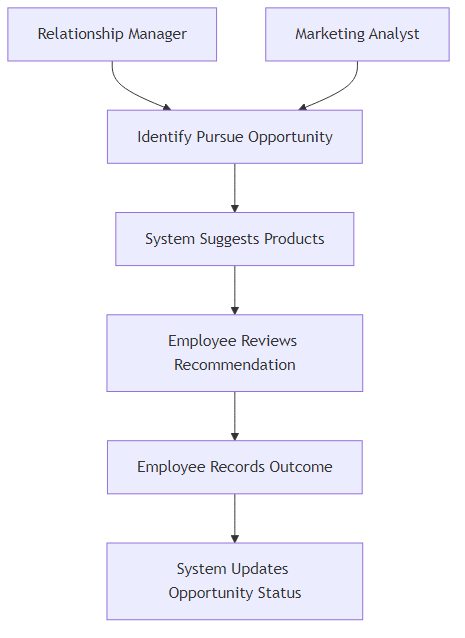 Relationship Manager
Marketing Analyst
Identify Pursue Opportunity
System Suggests Products
Employee Reviews
Recommendation
Employee Records Outcome
System Updates
Opportunity Status